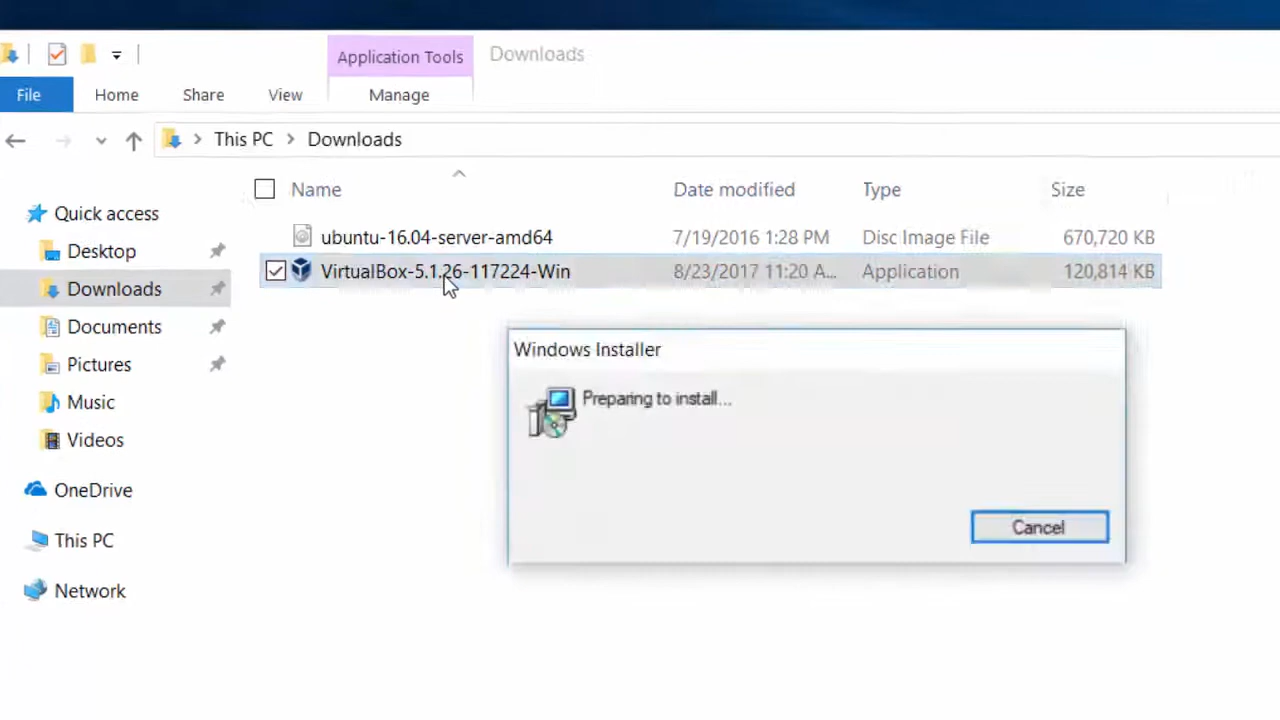 Application Tools
Downloads
File
Home
Share
View
Manage
This PC
Downloads
Name
Date modified
Type
Size
Quick access
Desktop
Downloads
Documents
Pictures
Music
Videos
OneDrive
This PC
Network
ubuntu-16.04-server-amd64 7/19/2016 1:28 PM Disc Image File 670,720 KB
VirtualBox-5.1.26-117224-Win 8/23/2017 11:20 A... Application 120,814 KB
Windows Installer
Preparing to install...
Cancel